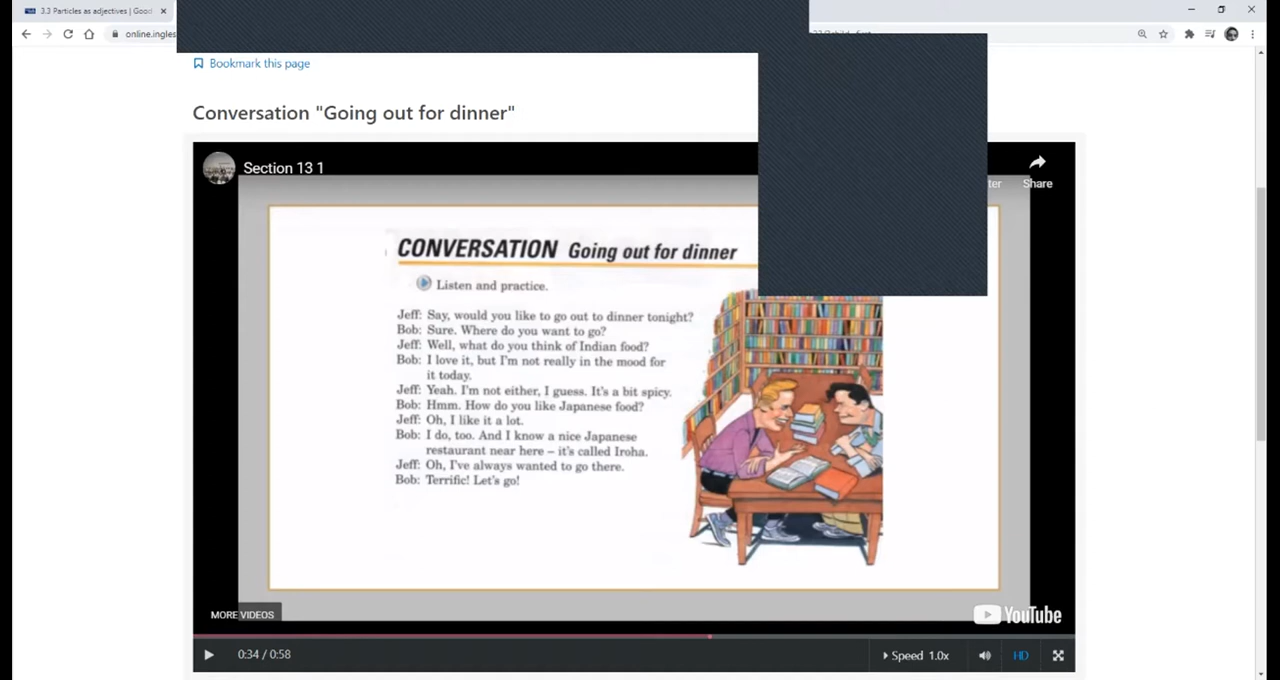 3.3 Particles as adjectives | Good
online.ingles
Bookmark this page
Conversation "Going out for dinner"
Section 13 1
Share
CONVERSATION Going out for dinner
Listen and practice.
Jeff: Say, would you like to go out to dinner tonight?
Bob: Sure. Where do you want to go?
Jeff: Well, what do you think of Indian food?
Bob: I love it, but I'm not really in the mood for
it today.
Jeff: Yeah. I'm not either, I guess. It's a bit spicy.
Bob: Hmm. How do you like Japanese food?
Jeff: Oh, I like it a lot.
Bob: I do, too. And I know a nice Japanese
restaurant near here – it's called Iroha.
Jeff: Oh, I've always wanted to go there.
Bob: Terrific! Let's go!
MORE VIDEOS
YouTube
0:34 / 0:58
Speed 1.0x
HD